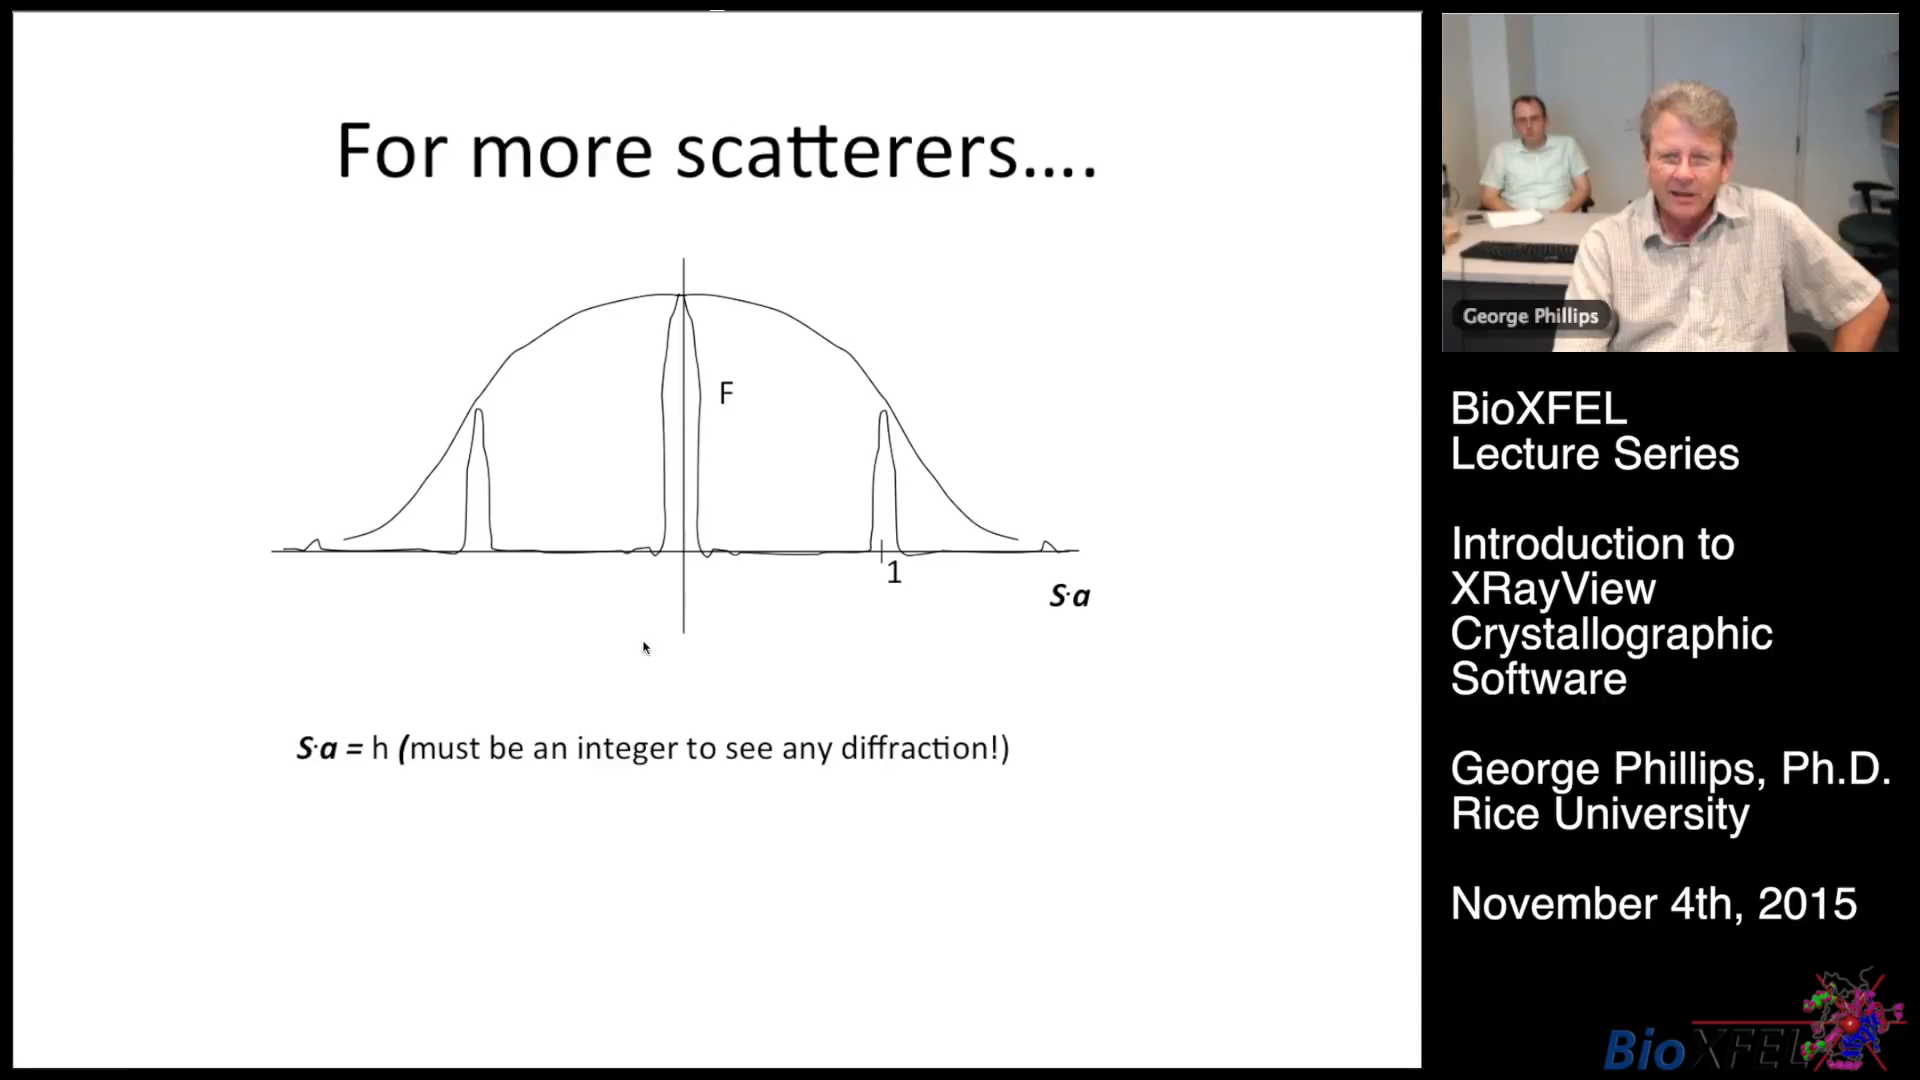 For more scatterers....
F
1
S·a
S·a = h (must be an integer to see any diffraction!)
George Phillips
BioXFEL
Lecture Series
Introduction to
XRayView
Crystallographic
Software
George Phillips, Ph.D.
Rice University
November 4th, 2015
BioXFEL